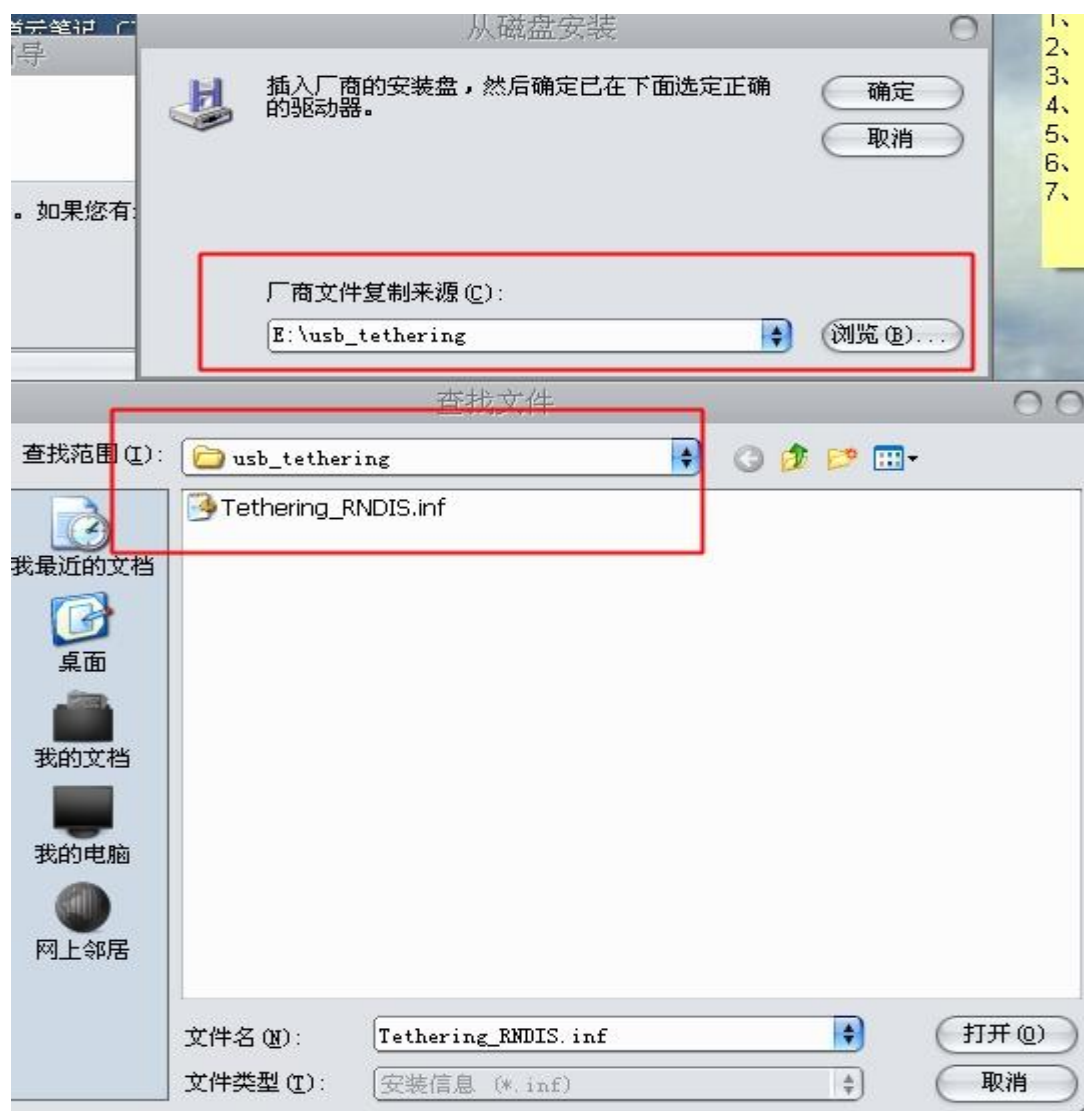 从磁盘安装
1、
2、
3、
4、
5、
6、
7、
导
插入厂商的安装盘，然后确定已在下面选定正确
的驱动器。
确定
取消
。如果您有
厂商文件复制来源(C):
E:\usb_tethering
浏览(B)...
查找文件
查找范围(I):
usb_tethering
Tethering_RNDIS.inf
我最近的文档
桌面
我的文档
我的电脑
网上邻居
文件名(N):
Tethering_RNDIS.inf
打开(O)
文件类型(T):
安装信息 (*.inf)
取消